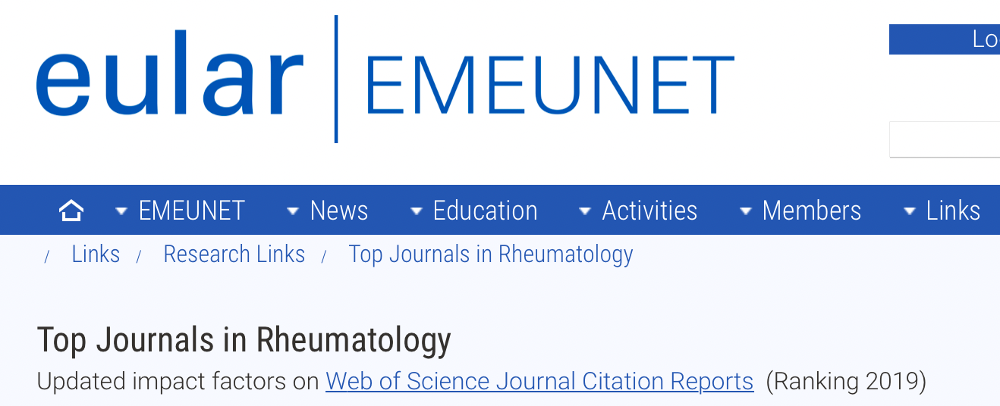 eular EMEUNET
Lo
EMEUNET News Education Activities Members Links
/ Links / Research Links / Top Journals in Rheumatology
Top Journals in Rheumatology
Updated impact factors on Web of Science Journal Citation Reports (Ranking 2019)